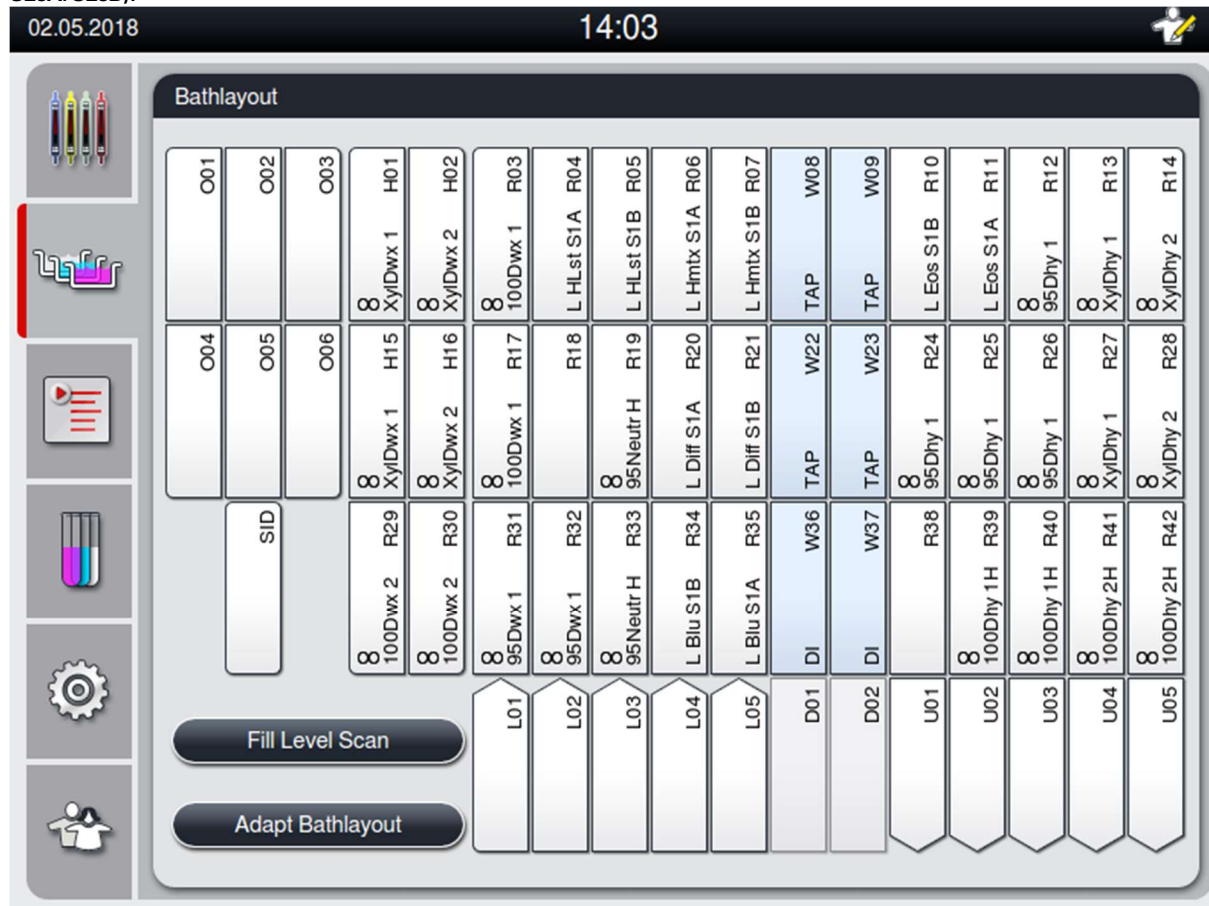 02.05.2018 14:03
Bathlayout
O01
O02
O03
∞ XylDwx 1 H01
∞ XylDwx 2 H02
∞ 100Dwx 1 R03
L HLst S1A R04
L HLst S1B R05
L Hmtx S1A R06
L Hmtx S1B R07
TAP W08
TAP W09
L Eos S1B R10
L Eos S1A R11
∞ 95Dhy 1 R12
∞ XylDhy 1 R13
∞ XylDhy 2 R14
O04
O05
O06
∞ XylDwx 1 H15
∞ XylDwx 2 H16
∞ 100Dwx 1 R17
R18
∞ 95Neutr H R19
L Diff S1A R20
L Diff S1B R21
TAP W22
TAP W23
∞ 95Dhy 1 R24
∞ 95Dhy 1 R25
∞ 95Dhy 1 R26
∞ XylDhy 1 R27
∞ XylDhy 2 R28
SID
∞ 100Dwx 2 R29
∞ 100Dwx 2 R30
∞ 95Dwx 1 R31
∞ 95Dwx 1 R32
∞ 95Neutr H R33
L Blu S1B R34
L Blu S1A R35
DI W36
DI W37
R38
∞ 100Dhy 1H R39
∞ 100Dhy 1H R40
∞ 100Dhy 2H R41
∞ 100Dhy 2H R42
L01
L02
L03
L04
L05
D01
D02
U01
U02
U03
U04
U05
Fill Level Scan
Adapt Bathlayout